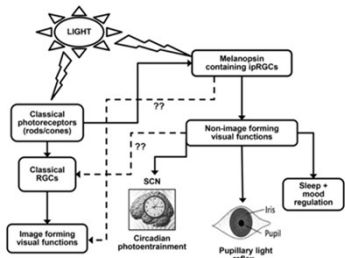 LIGHT
Melanopsin
containing ipRGCs
??
Classical
photoreceptors
(rods/cones)
??
Non-image forming
visual functions
Classical
RGCs
SCN
Sleep +
mood
regulation
Iris
Pupil
Image forming
visual functions
Circadian
photoentrainment
Pupillary light
reflex